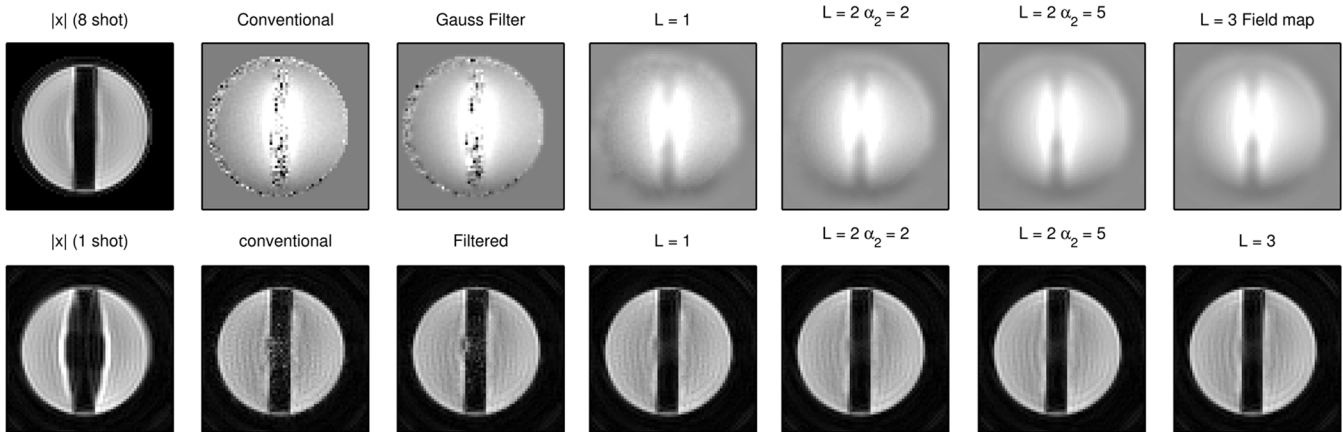 |x| (8 shot) Conventional Gauss Filter L = 1 L = 2 α₂ = 2 L = 2 α₂ = 5 L = 3 Field map
|x| (1 shot) conventional Filtered L = 1 L = 2 α₂ = 2 L = 2 α₂ = 5 L = 3